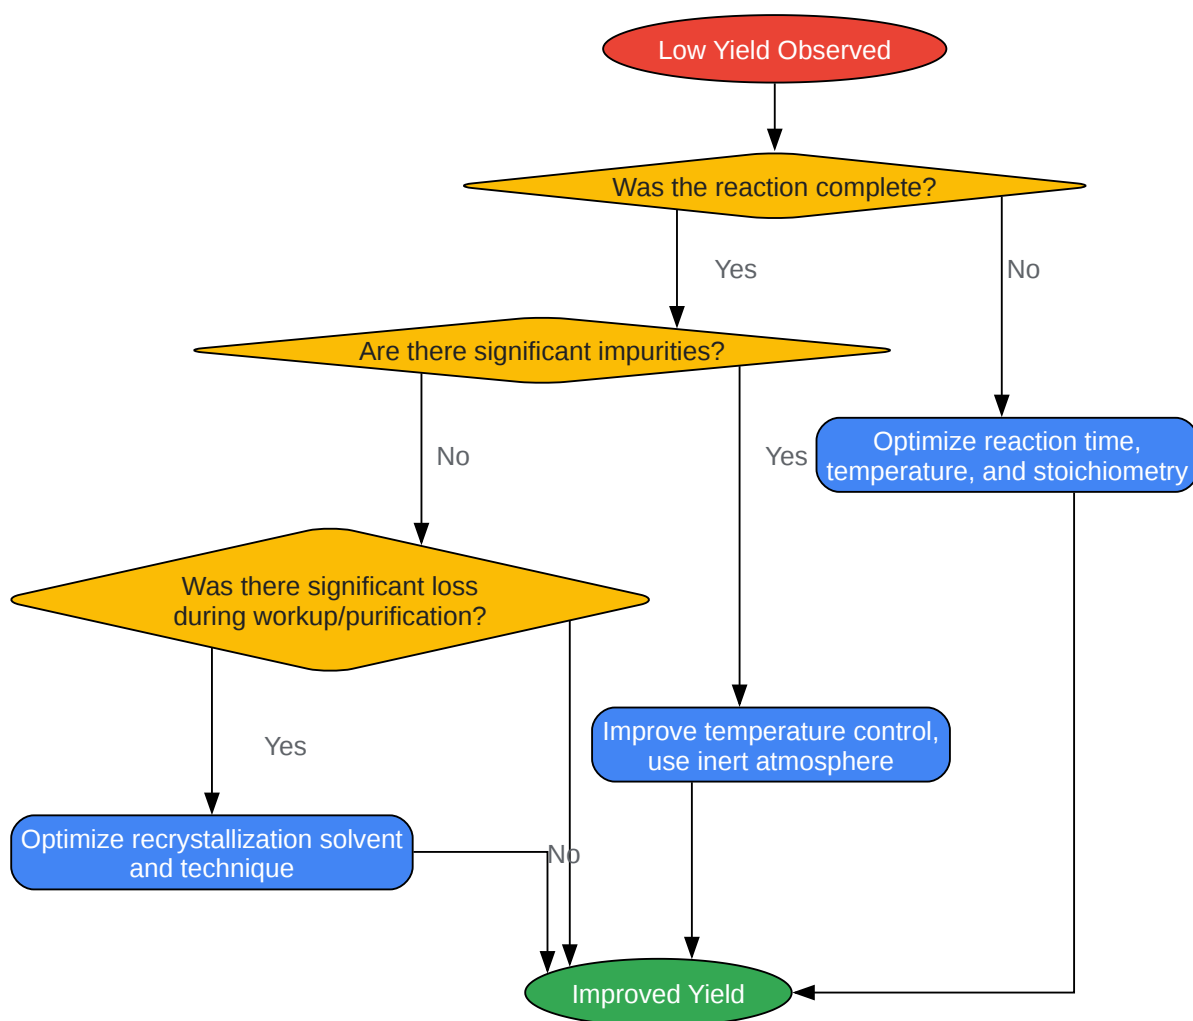 Low Yield Observed
Was the reaction complete?
Yes
No
Are there significant impurities?
No
Yes
Optimize reaction time,
temperature, and stoichiometry
Was there significant loss
during workup/purification?
Yes
Improve temperature control,
use inert atmosphere
Optimize recrystallization solvent
and technique
No
Improved Yield